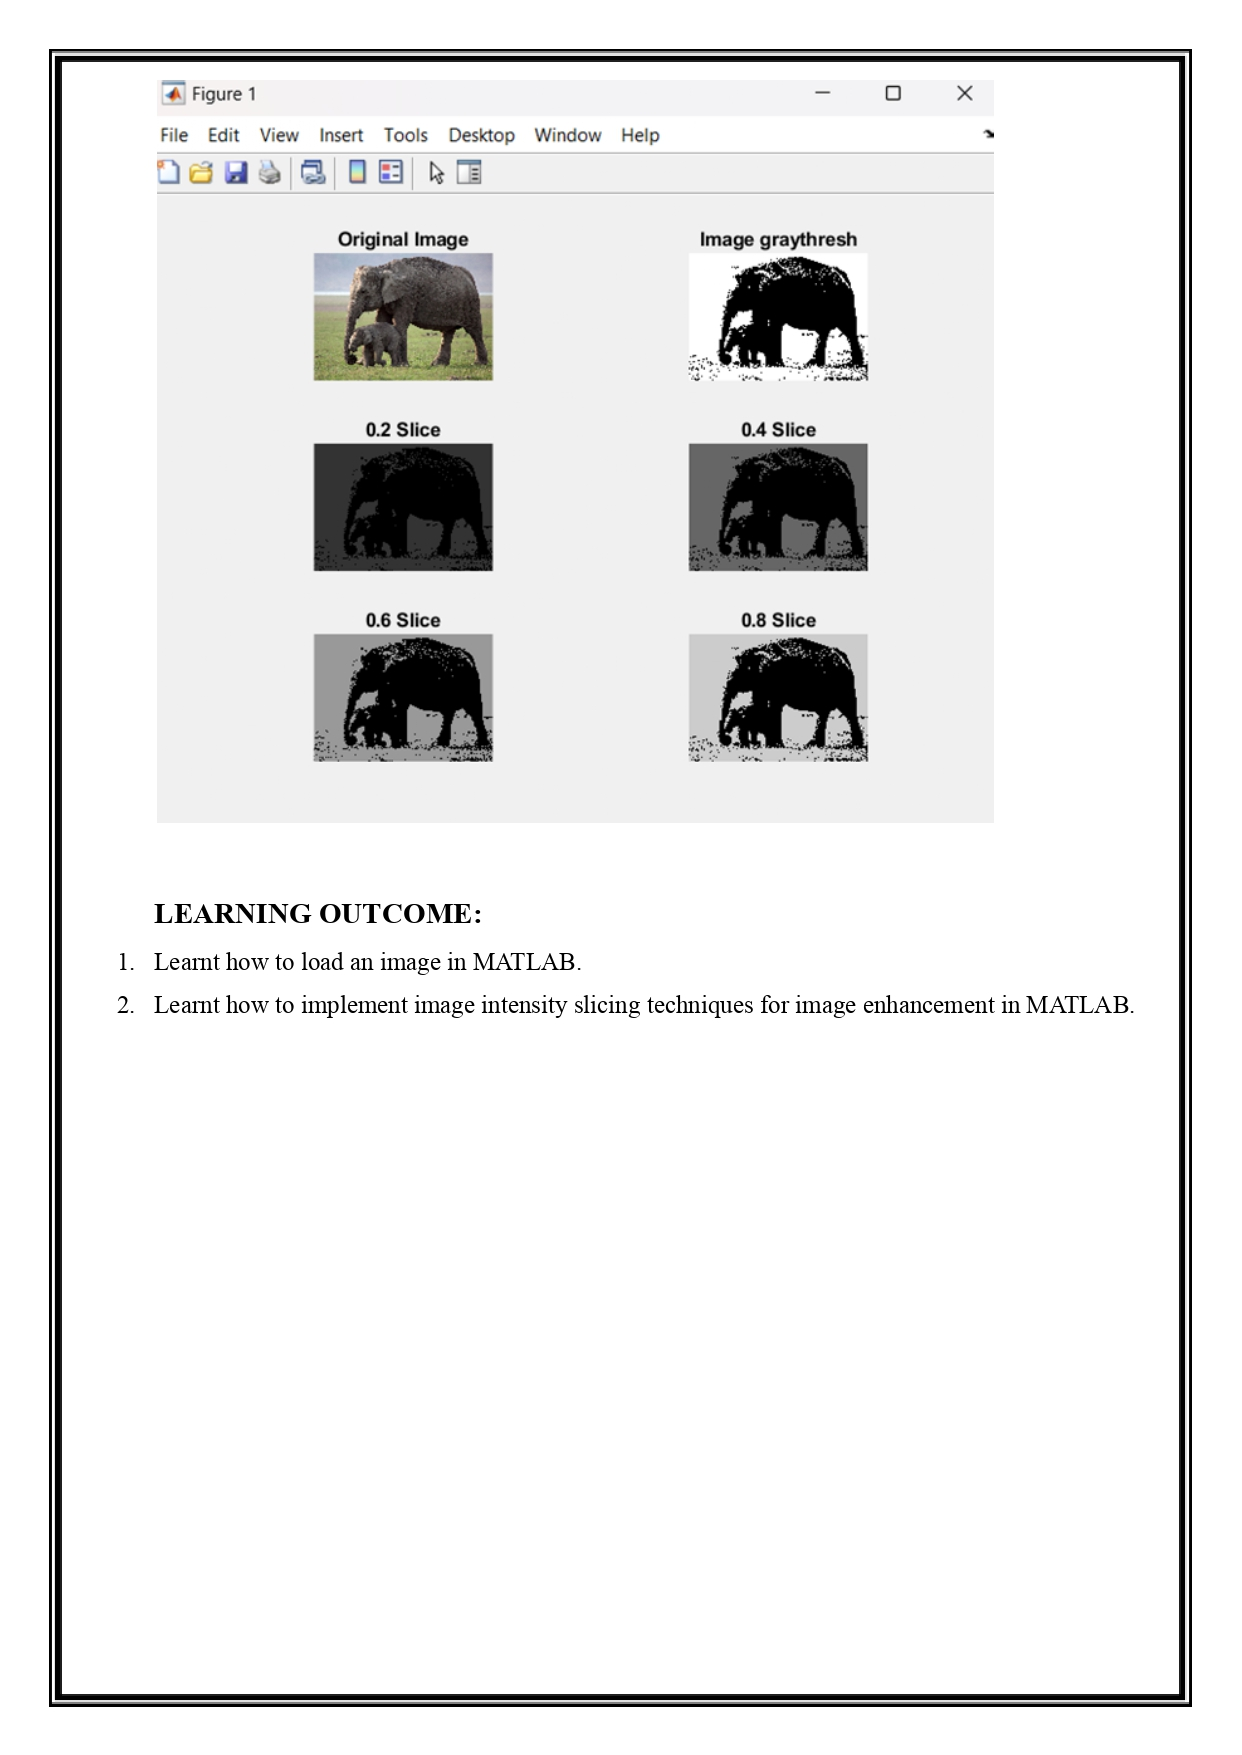 Figure 1
File Edit View Insert Tools Desktop Window Help
Original Image
Image graythresh
0.2 Slice
0.4 Slice
0.6 Slice
0.8 Slice
LEARNING OUTCOME:
1. Learnt how to load an image in MATLAB.
2. Learnt how to implement image intensity slicing techniques for image enhancement in MATLAB.